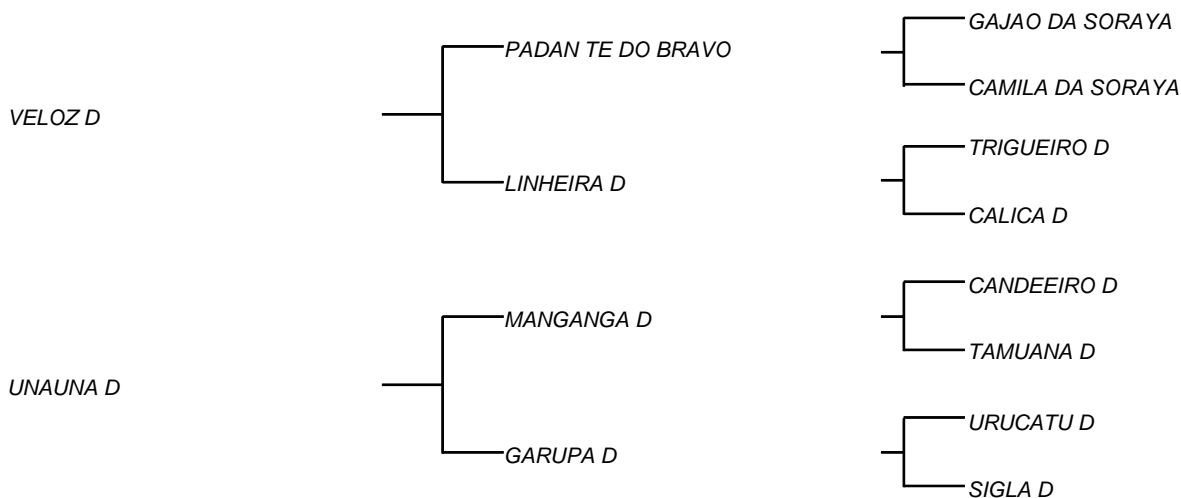 GAJAO DA SORAYA
PADAN TE DO BRAVO
CAMILA DA SORAYA
VELOZ D
TRIGUEIRO D
LINHEIRA D
CALICA D
CANDEEIRO D
MANGANGA D
TAMUANA D
UNAUNA D
URUCATU D
GARUPA D
SIGLA D